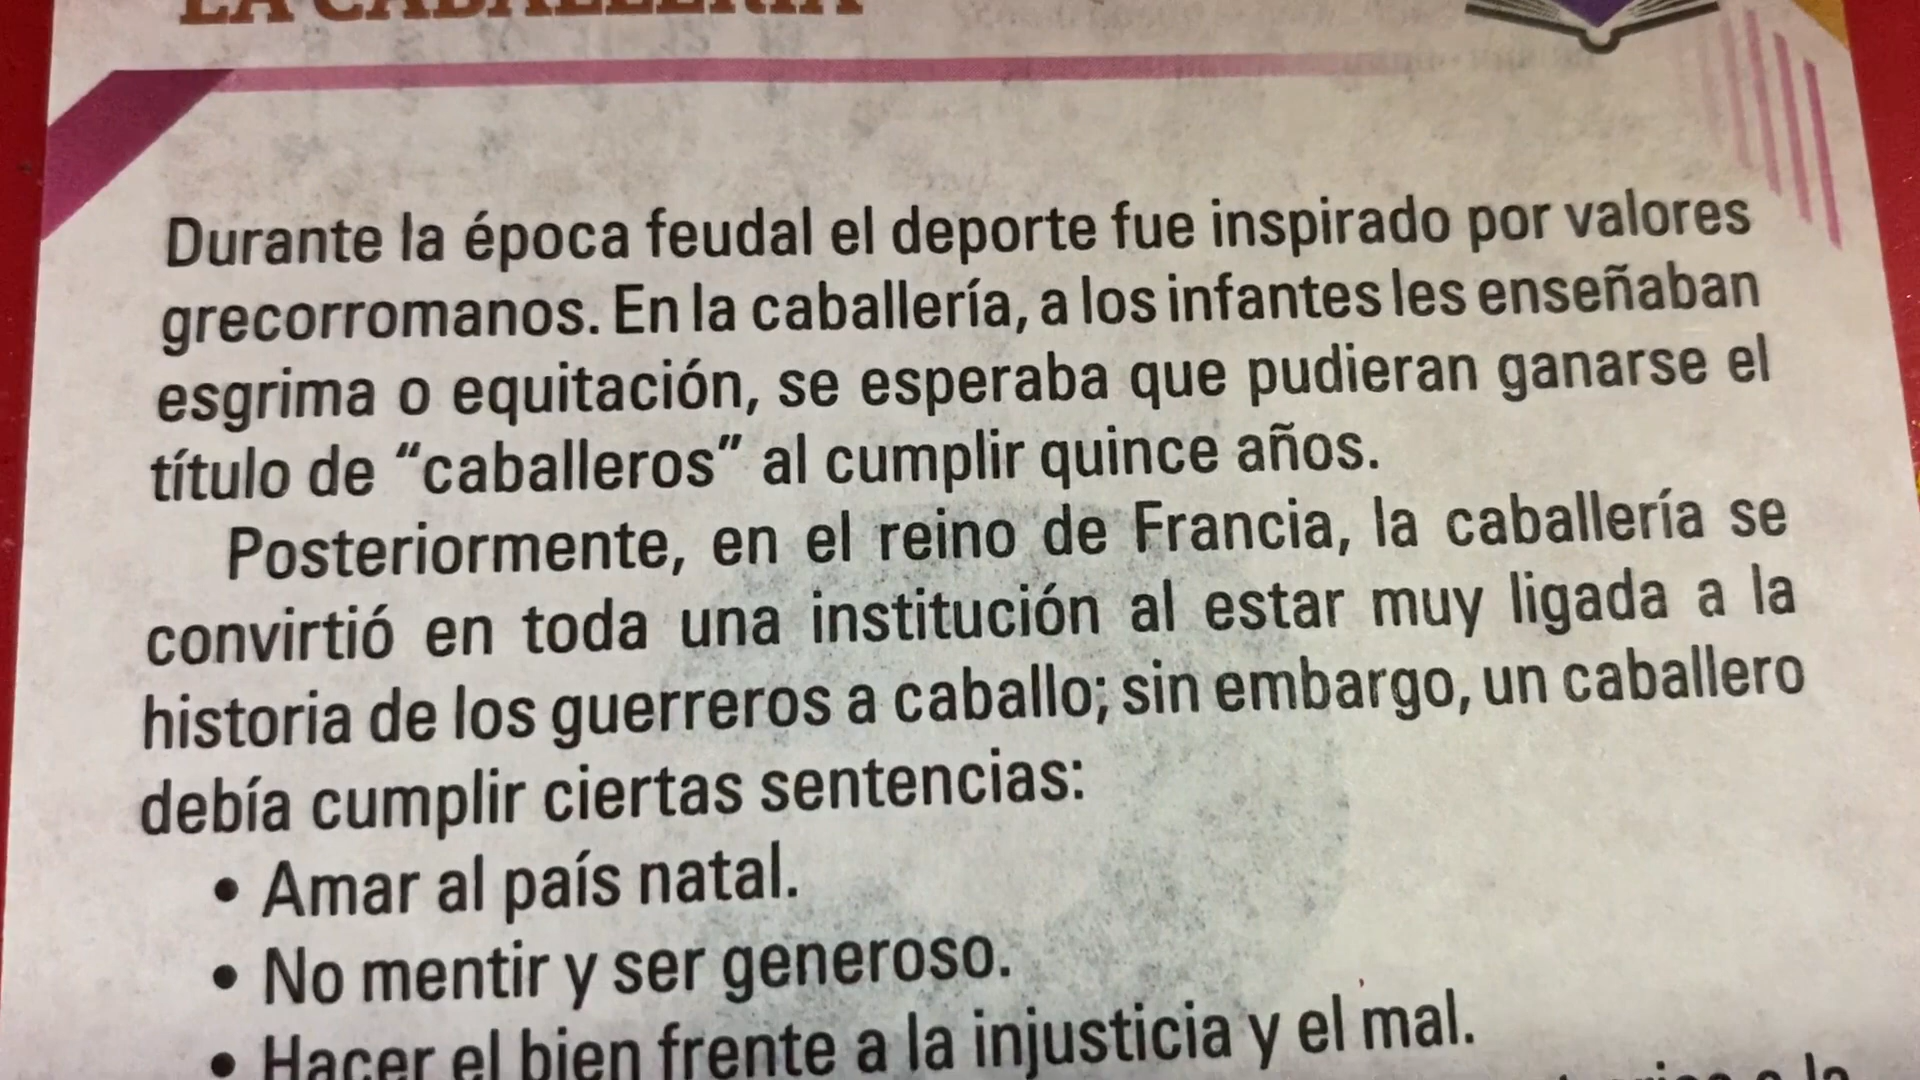 LA CABALLERÍA
Durante la época feudal el deporte fue inspirado por valores
grecorromanos. En la caballería, a los infantes les enseñaban
esgrima o equitación, se esperaba que pudieran ganarse el
título de “caballeros” al cumplir quince años.
Posteriormente, en el reino de Francia, la caballería se
convirtió en toda una institución al estar muy ligada a la
historia de los guerreros a caballo; sin embargo, un caballero
debía cumplir ciertas sentencias:
• Amar al país natal.
• No mentir y ser generoso.
• Hacer el bien frente a la injusticia y el mal.
a la